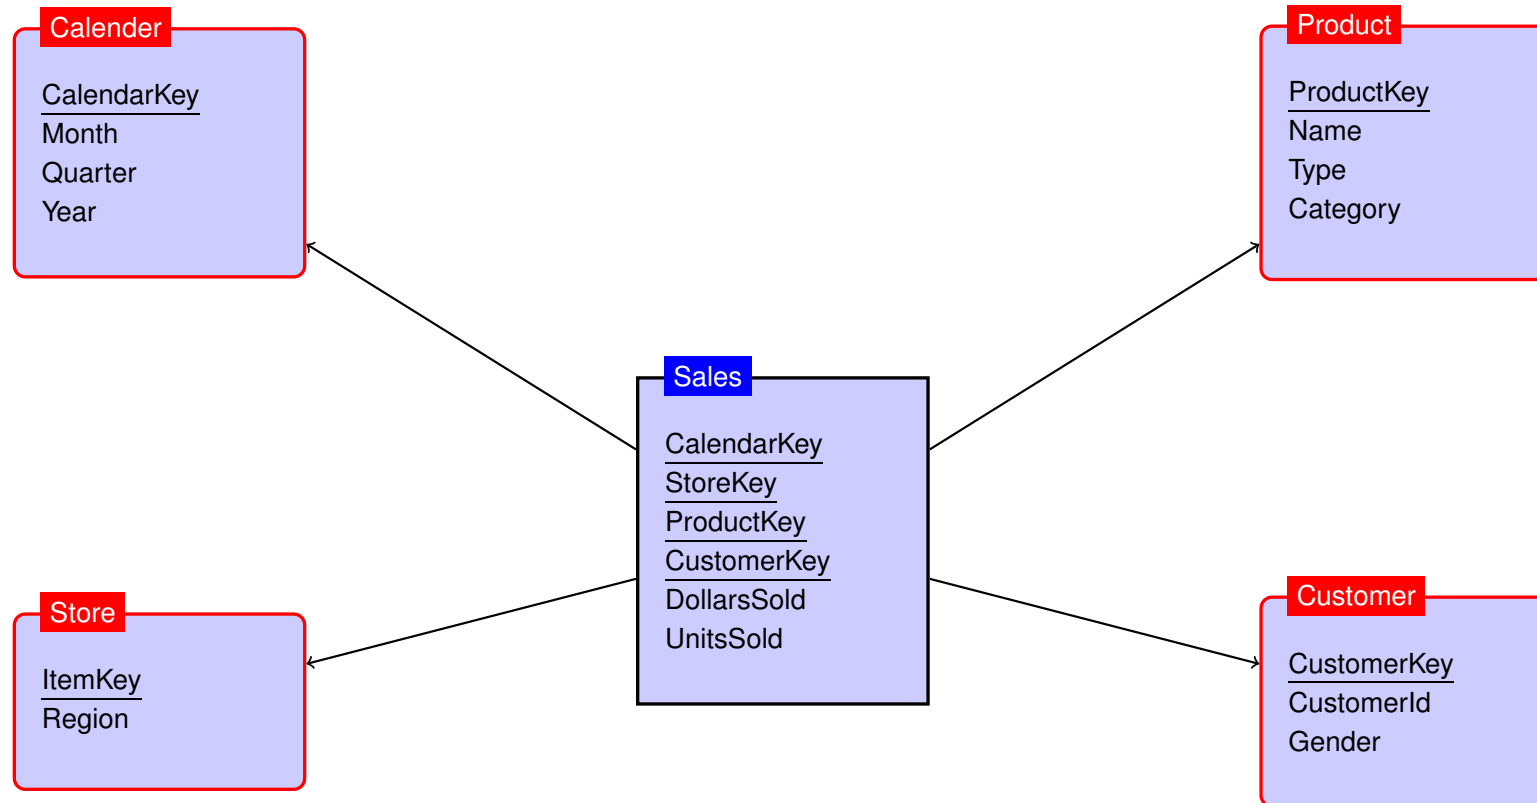 Calender
CalendarKey
Month
Quarter
Year
Product
ProductKey
Name
Type
Category
Sales
CalendarKey
StoreKey
ProductKey
CustomerKey
DollarsSold
UnitsSold
Store
ItemKey
Region
Customer
CustomerKey
CustomerId
Gender